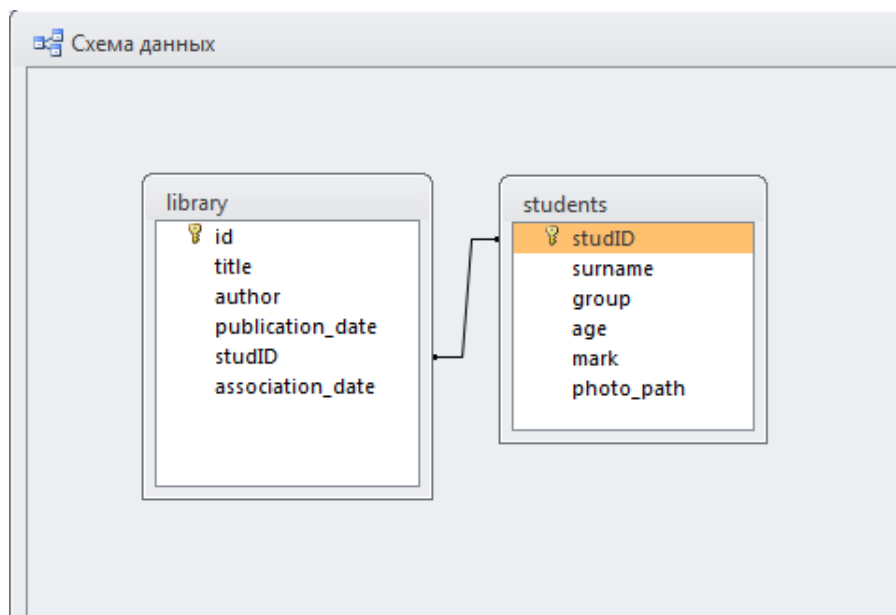 Схема данных
library
id
title
author
publication_date
studID
association_date
students
studID
surname
group
age
mark
photo_path